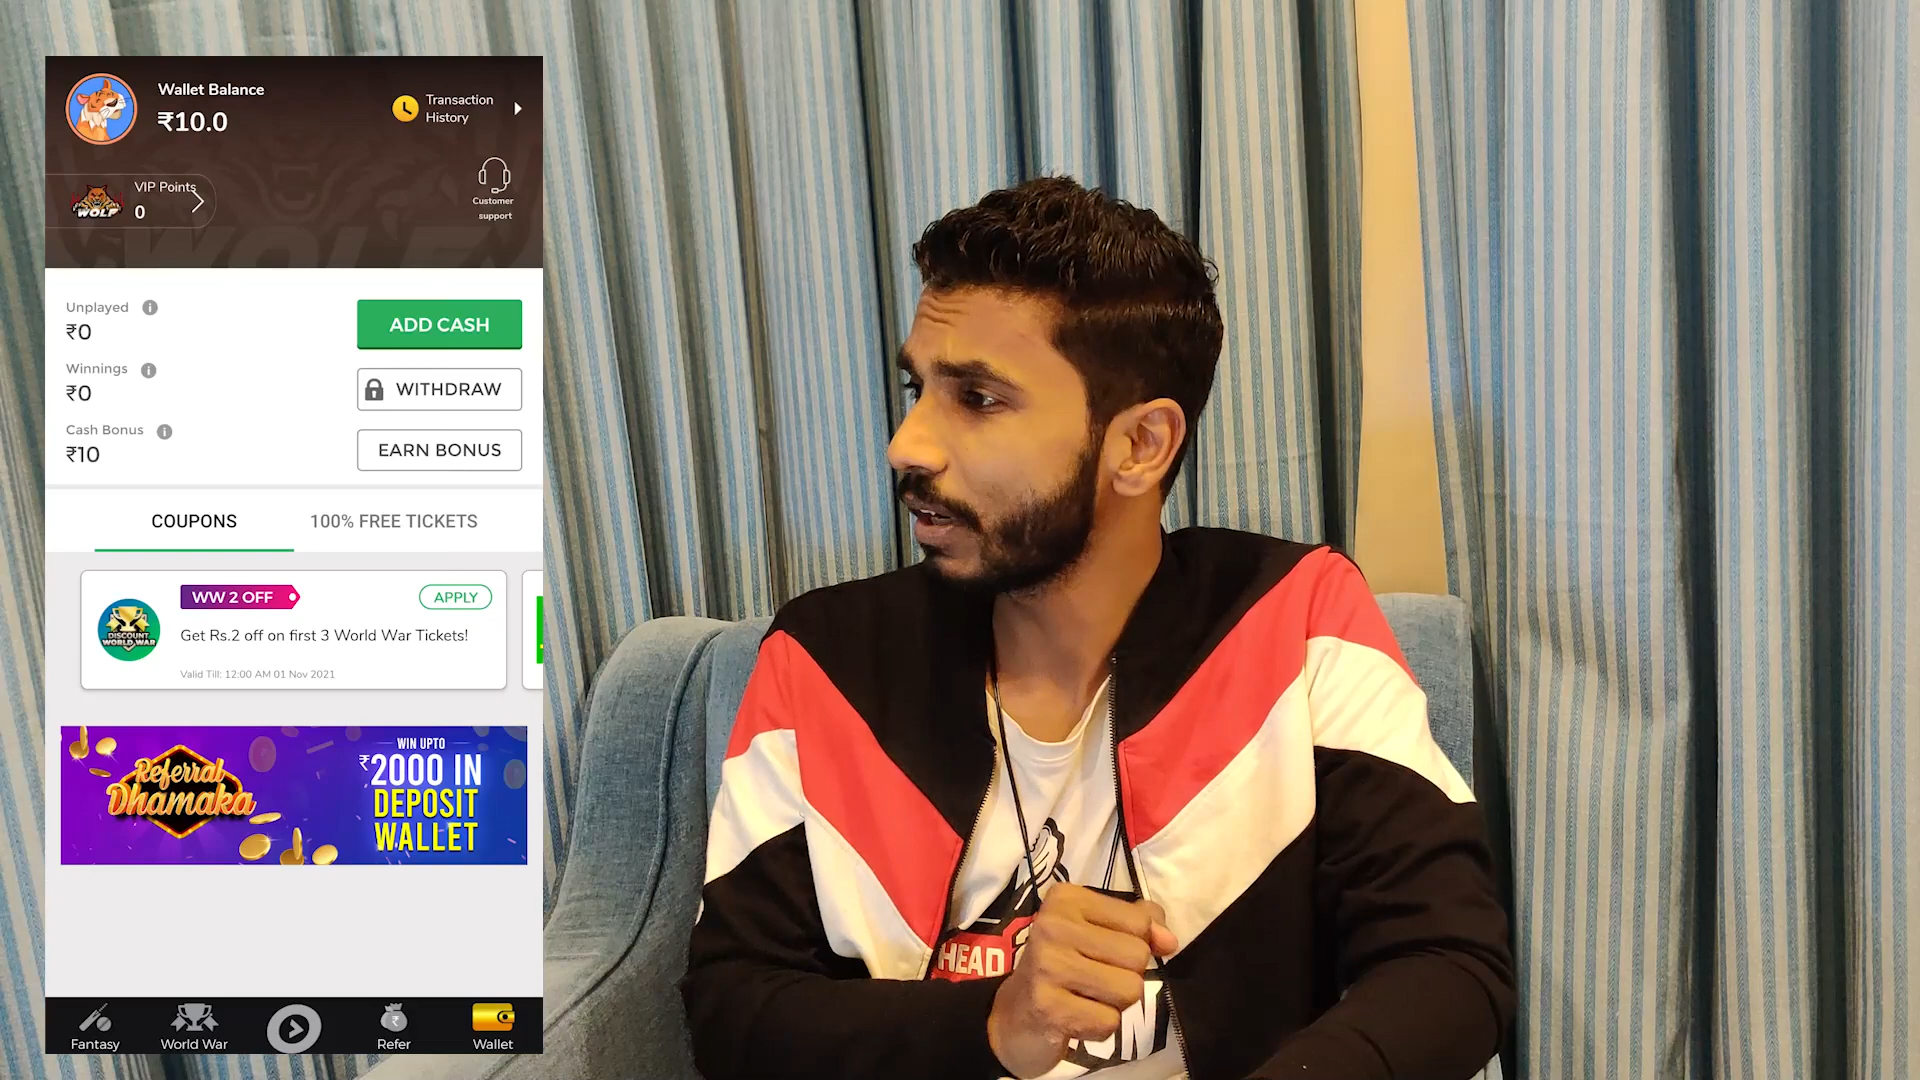 Wallet Balance
₹10.0
Transaction
History
WOLF
VIP Points
0
Customer
support
WOLF
Unplayed
₹0
ADD CASH
Winnings
₹0
WITHDRAW
Cash Bonus
₹10
EARN BONUS
COUPONS
100% FREE TICKETS
DISCOUNT
WORLD WAR
WW 2 OFF
APPLY
Get Rs.2 off on first 3 World War Tickets!
Valid Till: 12:00 AM 01 Nov 2021
Referral
Dhamaka
WIN UPTO
₹2000 IN
DEPOSIT
WALLET
Fantasy
World War
Refer
Wallet
HEAD